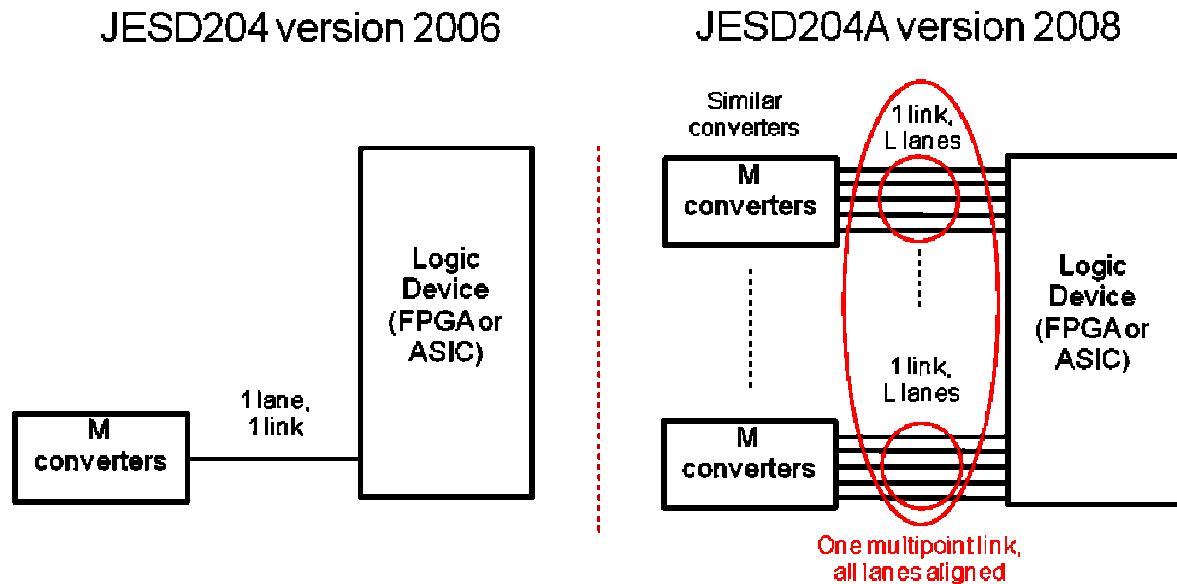 JESD204 version 2006
M
converters
1 lane,
1 link
Logic
Device
(FPGA or
ASIC)
JESD204A version 2008
Similar
converters
M
converters
1 link,
L lanes
Logic
Device
(FPGA or
ASIC)
1 link,
L lanes
M
converters
One multipoint link,
all lanes aligned